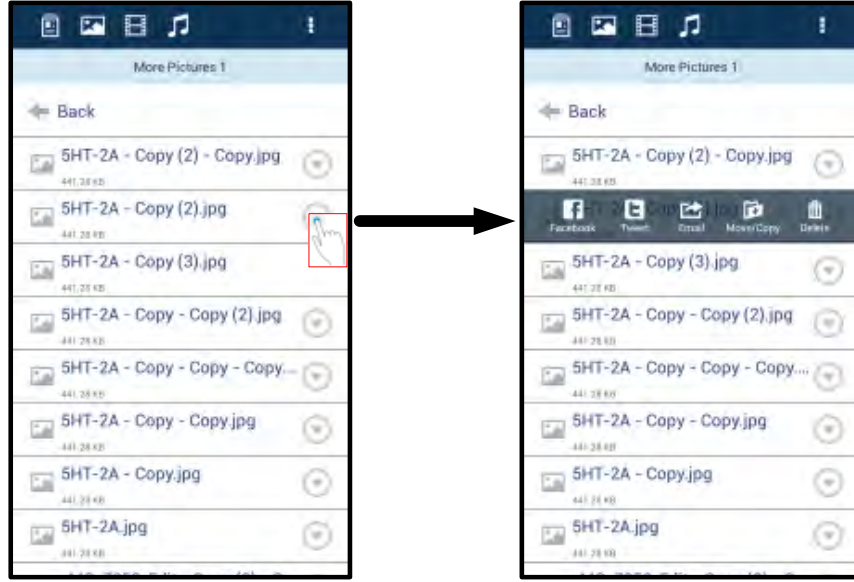 More Pictures 1
Back
5HT-2A - Copy (2) - Copy.jpg
441.28 KB
5HT-2A - Copy (2).jpg
441.28 KB
5HT-2A - Copy (3).jpg
441.28 KB
5HT-2A - Copy - Copy (2).jpg
441.28 KB
5HT-2A - Copy - Copy - Copy...
441.28 KB
5HT-2A - Copy - Copy.jpg
441.28 KB
5HT-2A - Copy.jpg
441.28 KB
5HT-2A.jpg
441.28 KB
More Pictures 1
Back
5HT-2A - Copy (2) - Copy.jpg
441.28 KB
Facebook Tweet Email Move/Copy Delete
5HT-2A - Copy (3).jpg
441.28 KB
5HT-2A - Copy - Copy (2).jpg
441.28 KB
5HT-2A - Copy - Copy - Copy....
441.28 KB
5HT-2A - Copy - Copy.jpg
441.28 KB
5HT-2A - Copy.jpg
441.28 KB
5HT-2A.jpg
441.28 KB